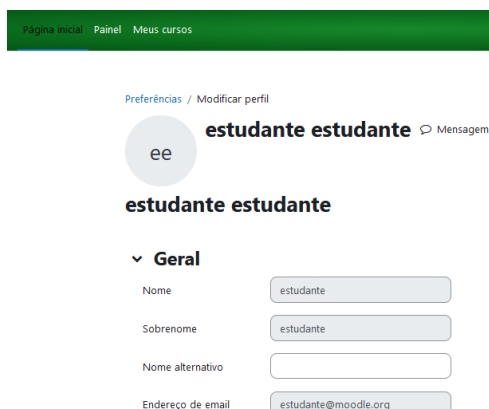 Página inicial Painel Meus cursos
Preferências / Modificar perfil
ee
estudante estudante Mensagem
estudante estudante
Geral
Nome estudante
Sobrenome estudante
Nome alternativo
Endereço de email estudante@moodle.org